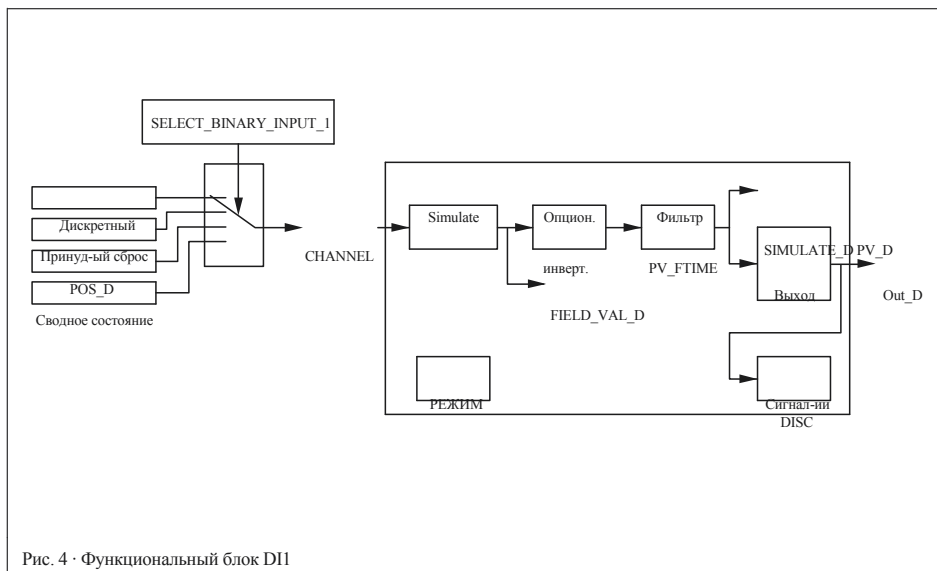 SELECT_BINARY_INPUT_1
Дискретный
Принуд-ый сброс
POS_D
Сводное состояние
CHANNEL
Simulate
Опцион.
инверт.
Фильтр
PV_FTIME
FIELD_VAL_D
SIMULATE_D PV_D
Выход
Out_D
РЕЖИМ
Сигнал-ии
DISC
Рис. 4 · Функциональный блок DI1